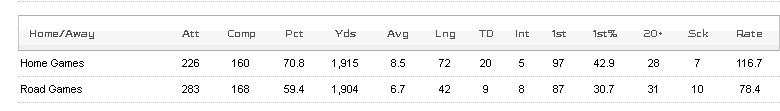 Home/Away Att Comp Pct Yds Avg Lng TD Int 1st 1st% 20+ Sck Rate
Home Games 226 160 70.8 1,915 8.5 72 20 5 97 42.9 28 7 116.7
Road Games 283 168 59.4 1,904 6.7 42 9 8 87 30.7 31 10 78.4